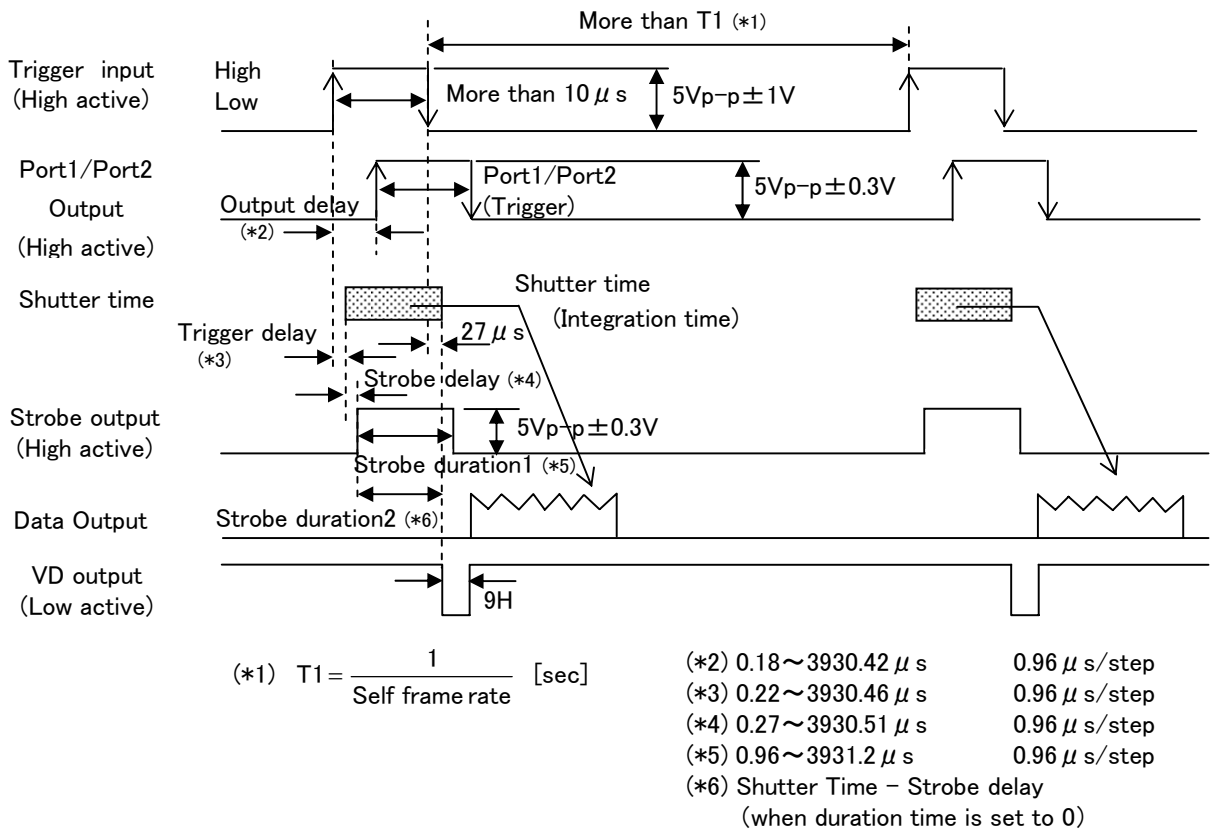 More than T1 (*1)
Trigger input
(High active)
High
Low
More than 10 μ s
5Vp-p±1V
Port1/Port2
Output
(High active)
Output delay
(*2)
Port1/Port2
(Trigger)
5Vp-p±0.3V
Shutter time
Shutter time
(Integration time)
Trigger delay
(*3)
27 μ s
Strobe delay (*4)
Strobe output
(High active)
5Vp-p±0.3V
Strobe duration1 (*5)
Data Output
Strobe duration2 (*6)
VD output
(Low active)
9H
(*1) T1 = 1 / Self frame rate [sec]
(*2) 0.18～3930.42 μ s 0.96 μ s/step
(*3) 0.22～3930.46 μ s 0.96 μ s/step
(*4) 0.27～3930.51 μ s 0.96 μ s/step
(*5) 0.96～3931.2 μ s 0.96 μ s/step
(*6) Shutter Time - Strobe delay
(when duration time is set to 0)